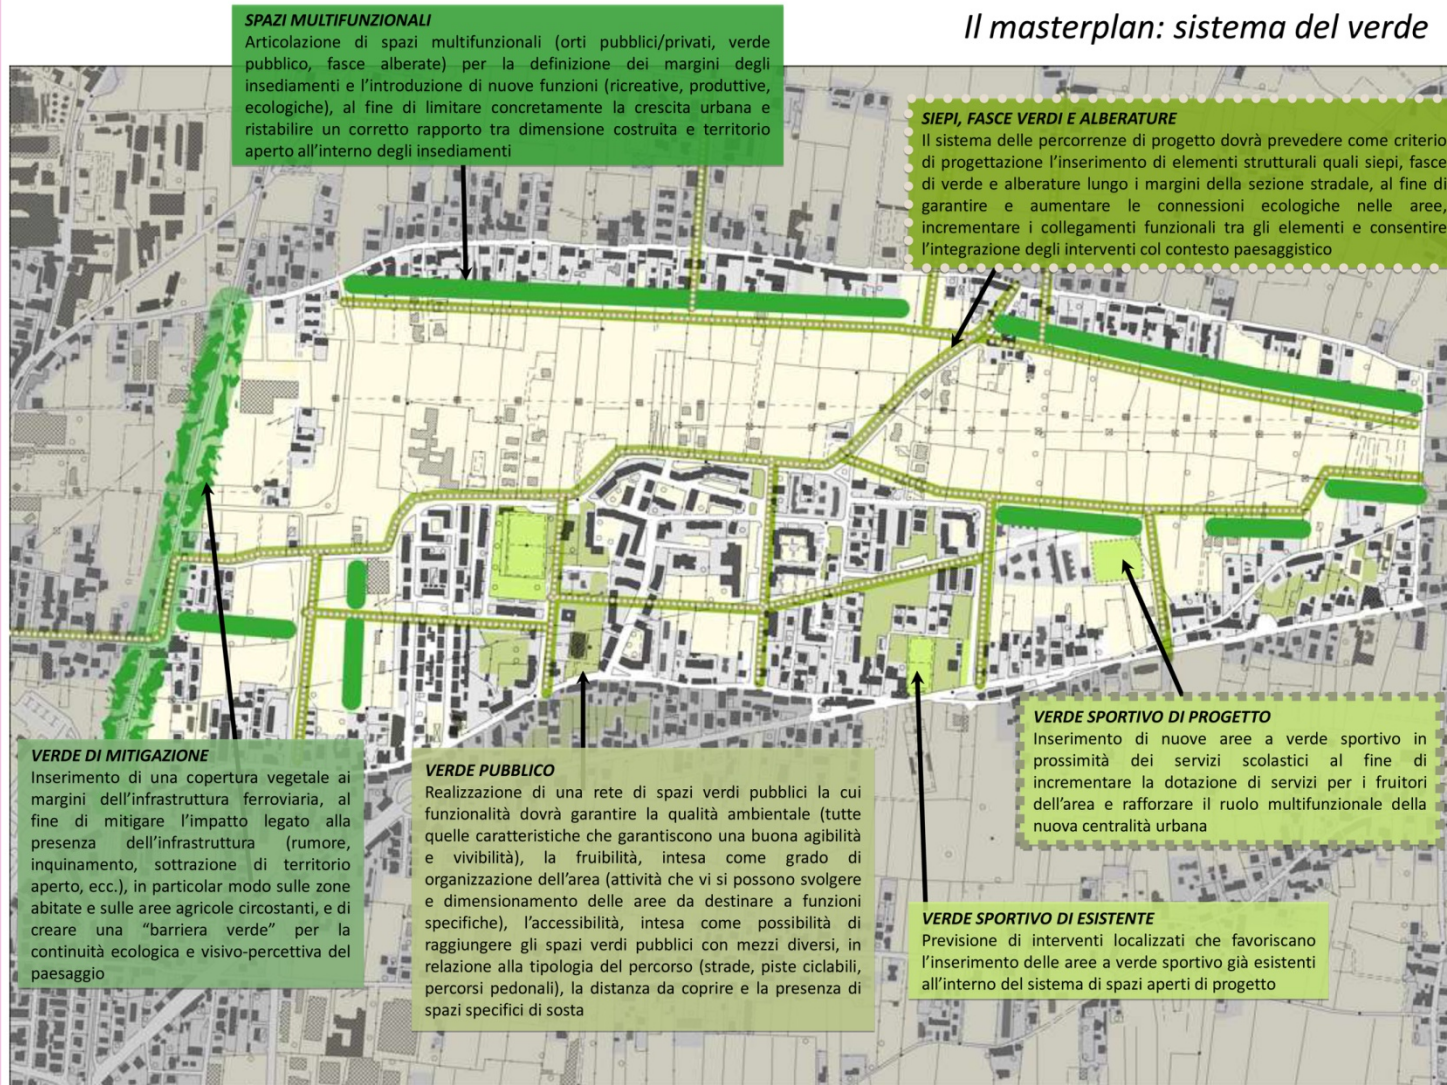 Il masterplan: sistema del verde
SPAZI MULTIFUNZIONALI
Articolazione di spazi multifunzionali (orti pubblici/privati, verde
pubblico, fasce alberate) per la definizione dei margini degli
insediamenti e l’introduzione di nuove funzioni (ricreative, produttive,
ecologiche), al fine di limitare concretamente la crescita urbana e
ristabilire un corretto rapporto tra dimensione costruita e territorio
aperto all’interno degli insediamenti
SIEPI, FASCE VERDI E ALBERATURE
Il sistema delle percorrenze di progetto dovrà prevedere come criterio
di progettazione l’inserimento di elementi strutturali quali siepi, fasce
di verde e alberature lungo i margini della sezione stradale, al fine di
garantire e aumentare le connessioni ecologiche nelle aree,
incrementare i collegamenti funzionali tra gli elementi e consentire
l’integrazione degli interventi col contesto paesaggistico
VERDE DI MITIGAZIONE
Inserimento di una copertura vegetale ai
margini dell’infrastruttura ferroviaria, al
fine di mitigare l’impatto legato alla
presenza dell’infrastruttura (rumore,
inquinamento, sottrazione di territorio
aperto, ecc.), in particolar modo sulle zone
abitate e sulle aree agricole circostanti, e di
creare una “barriera verde” per la
continuità ecologica e visivo-percettiva del
paesaggio
VERDE PUBBLICO
Realizzazione di una rete di spazi verdi pubblici la cui
funzionalità dovrà garantire la qualità ambientale (tutte
quelle caratteristiche che garantiscono una buona agibilità
e vivibilità), la fruibilità, intesa come grado di
organizzazione dell’area (attività che vi si possono svolgere
e dimensionamento delle aree da destinare a funzioni
specifiche), l’accessibilità, intesa come possibilità di
raggiungere gli spazi verdi pubblici con mezzi diversi, in
relazione alla tipologia del percorso (strade, piste ciclabili,
percorsi pedonali), la distanza da coprire e la presenza di
spazi specifici di sosta
VERDE SPORTIVO DI PROGETTO
Inserimento di nuove aree a verde sportivo in
prossimità dei servizi scolastici al fine di
incrementare la dotazione di servizi per i fruitori
dell’area e rafforzare il ruolo multifunzionale della
nuova centralità urbana
VERDE SPORTIVO DI ESISTENTE
Previsione di interventi localizzati che favoriscano
l’inserimento delle aree a verde sportivo già esistenti
all’interno del sistema di spazi aperti di progetto